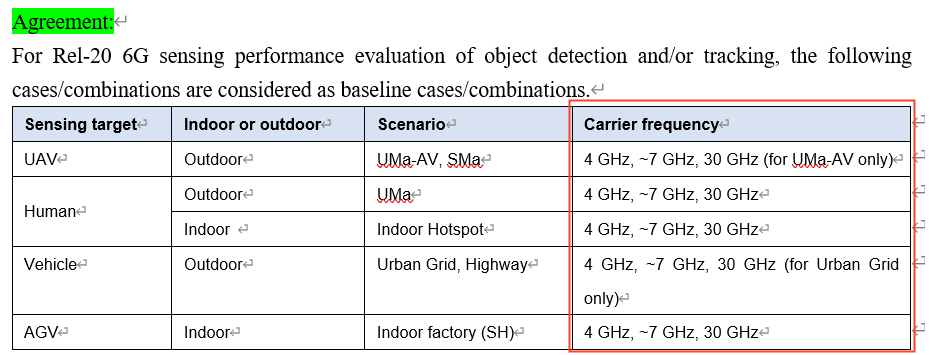 Agreement:
For Rel-20 6G sensing performance evaluation of object detection and/or tracking, the following
cases/combinations are considered as baseline cases/combinations.
Sensing target Indoor or outdoor Scenario Carrier frequency
UAV Outdoor UMa-AV, SMa 4 GHz, ~7 GHz, 30 GHz (for UMa-AV only)
Human Outdoor UMa 4 GHz, ~7 GHz, 30 GHz
Indoor Indoor Hotspot 4 GHz, ~7 GHz, 30 GHz
Vehicle Outdoor Urban Grid, Highway 4 GHz, ~7 GHz, 30 GHz (for Urban Grid
only)
AGV Indoor Indoor factory (SH) 4 GHz, ~7 GHz, 30 GHz